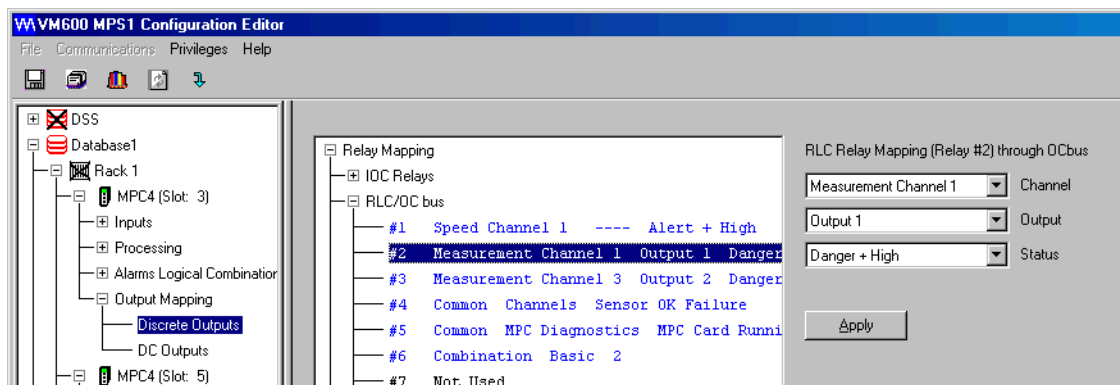 VM600 MPS1 Configuration Editor
File Communications Privileges Help
DSS
Database1
Rack 1
MPC4 (Slot: 3)
Inputs
Processing
Alarms Logical Combination
Output Mapping
Discrete Outputs
DC Outputs
MPC4 (Slot: 5)
Relay Mapping
IOC Relays
RLC/OC bus
#1 Speed Channel 1 ---- Alert + High
#2 Measurement Channel 1 Output 1 Danger
#3 Measurement Channel 3 Output 2 Danger
#4 Common Channels Sensor OK Failure
#5 Common MPC Diagnostics MPC Card Runni
#6 Combination Basic 2
#7 Not Used
RLC Relay Mapping (Relay #2) through OCbus
Measurement Channel 1 Channel
Output 1 Output
Danger + High Status
Apply